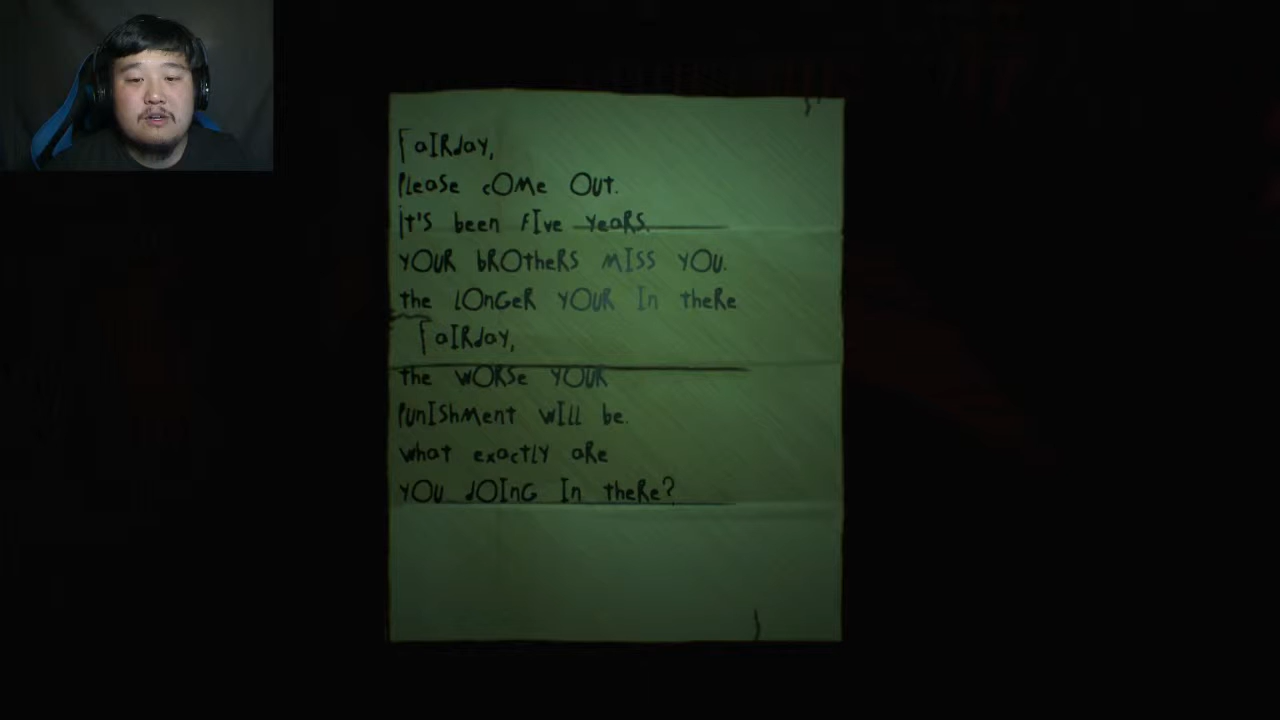 FaIRday,
PLeaSe cOMe OUt.
It'S been fIve YeaRS.
YOUR bROtheRS MISS YOU.
the LOnGeR YOUR In theRe
FaIRday,
the WORSe YOUR
PunIShMent WILL be.
What exactLY aRe
YOU dOInG In theRe?